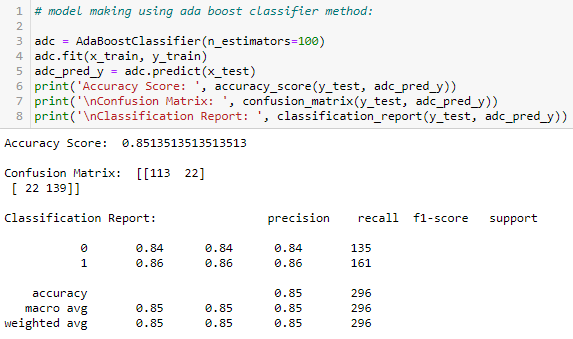 1 # model making using ada boost classifier method:
2
3 adc = AdaBoostClassifier(n_estimators=100)
4 adc.fit(x_train, y_train)
5 adc_pred_y = adc.predict(x_test)
6 print('Accuracy Score: ', accuracy_score(y_test, adc_pred_y))
7 print('\nConfusion Matrix: ', confusion_matrix(y_test, adc_pred_y))
8 print('\nClassification Report: ', classification_report(y_test, adc_pred_y))
Accuracy Score:  0.8513513513513513
Confusion Matrix:  [[113  22]
 [ 22 139]]
Classification Report:                precision    recall  f1-score   support
0       0.84      0.84      0.84       135
1       0.86      0.86      0.86       161
accuracy                           0.85       296
macro avg       0.85      0.85      0.85       296
weighted avg       0.85      0.85      0.85       296